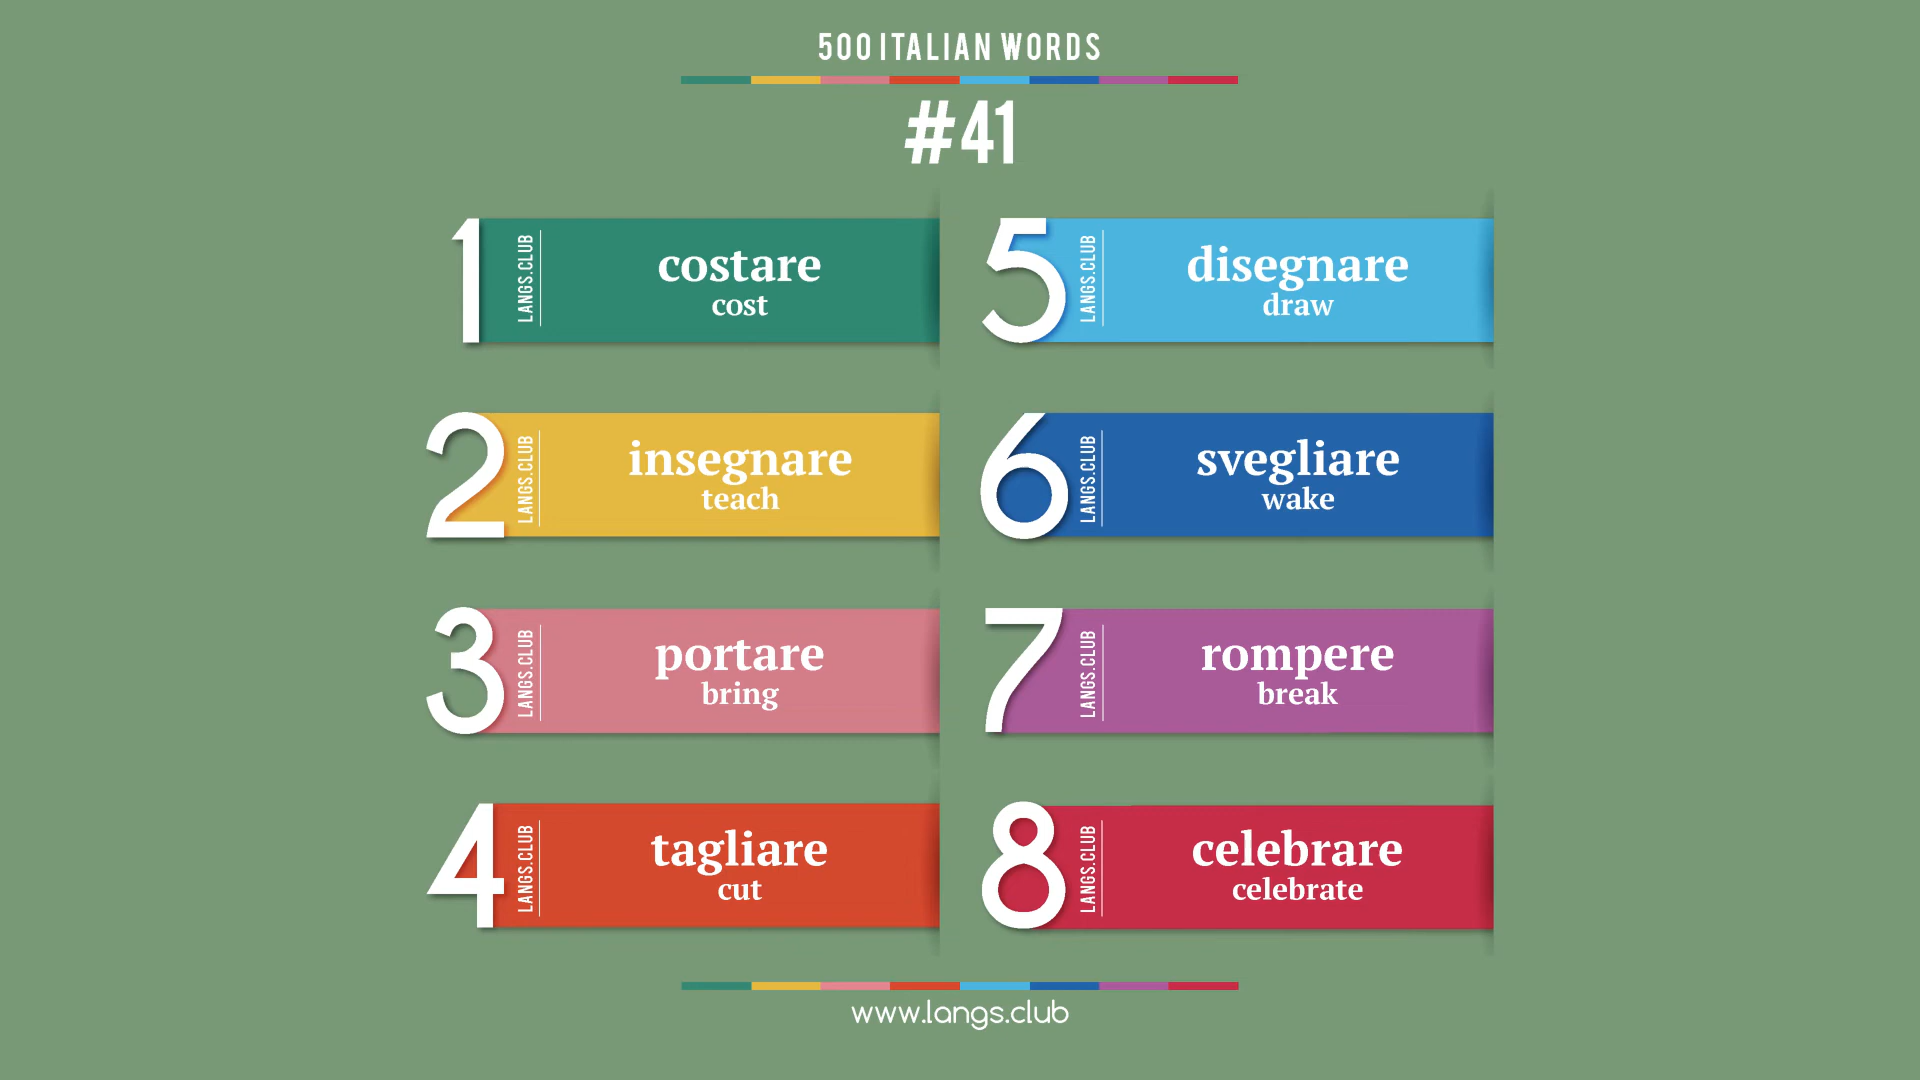 500 ITALIAN WORDS
#41
1
LANGS.CLUB
costare
cost
2
LANGS.CLUB
insegnare
teach
3
LANGS.CLUB
portare
bring
4
LANGS.CLUB
tagliare
cut
5
LANGS.CLUB
disegnare
draw
6
LANGS.CLUB
svegliare
wake
7
LANGS.CLUB
rompere
break
8
LANGS.CLUB
celebrare
celebrate
www.langs.club